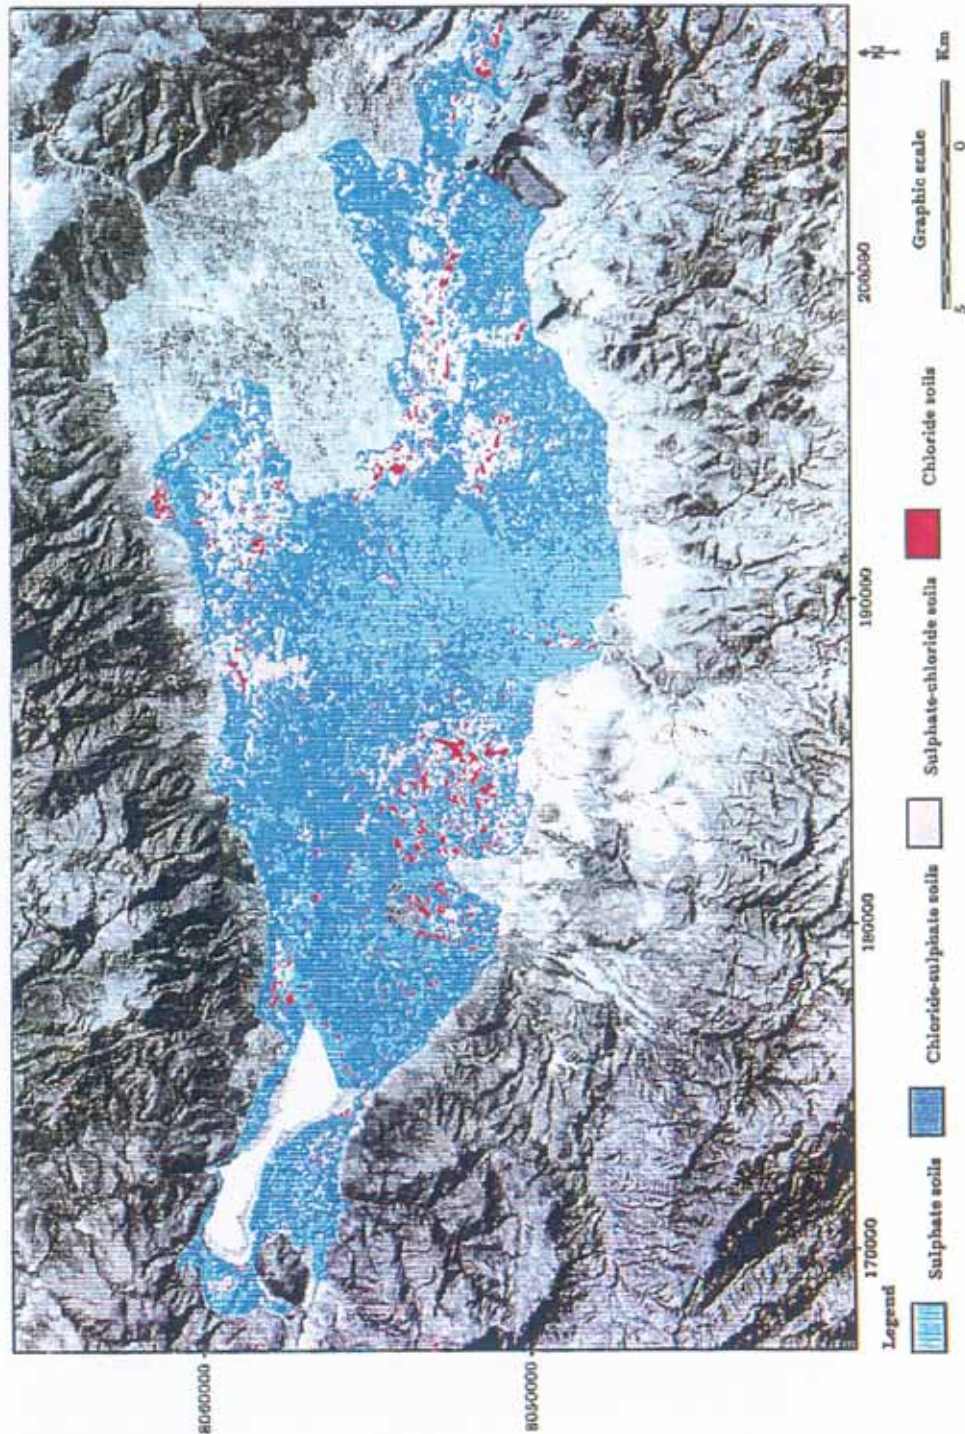 N
8060000
8050000
170000
180000
190000
200000
Legend
Graphic scale
5
0
Km
Sulphate soils
Chloride-sulphate soils
Sulphate-chloride soils
Chloride soils